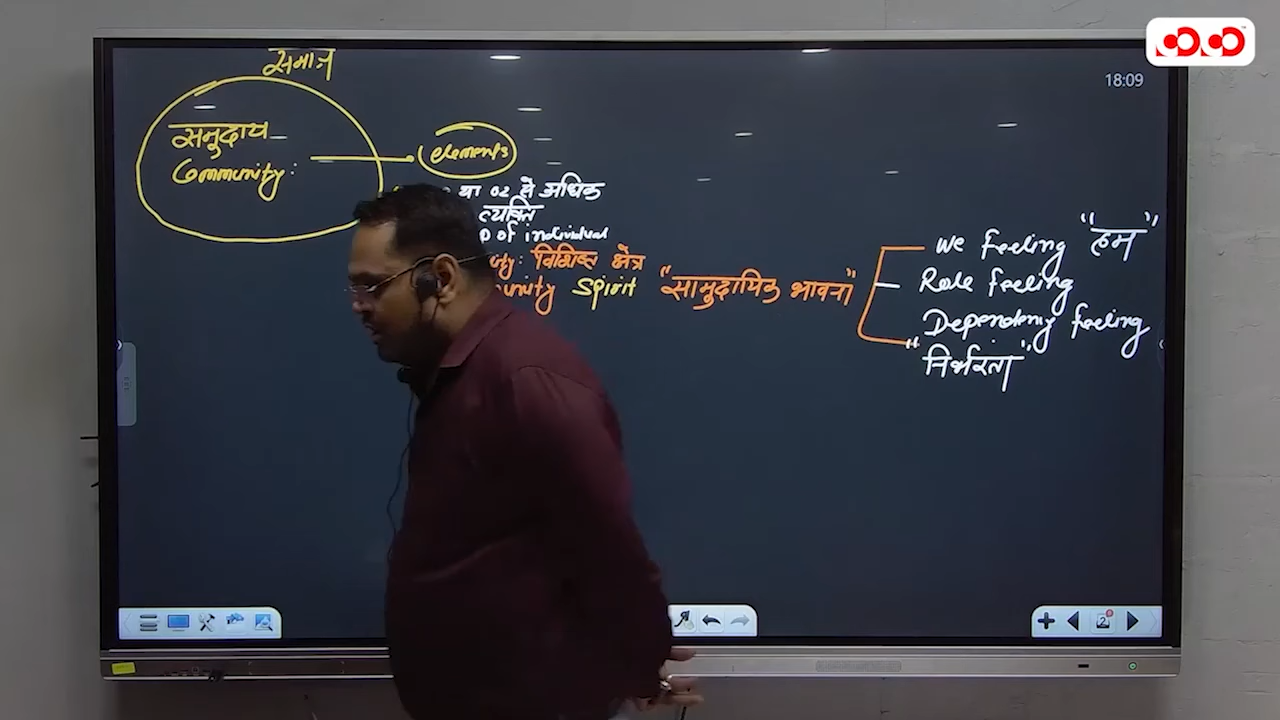 समाज
18:09
समुदाय
Community:
elements
या 02 से अधिक
व्यक्ति
of individual
विशिष्ट क्षेत्र
spirit "सामुदायिक भावना"
We feeling "हम"
Role feeling
Dependency feeling
"निर्भरता"
2